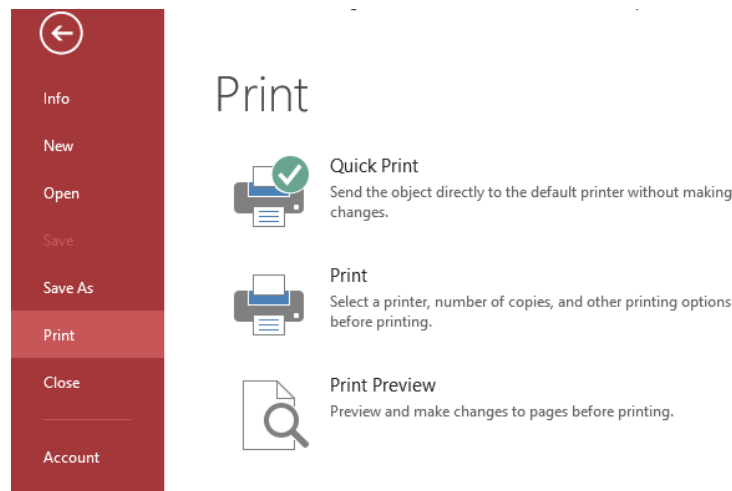 Info
New
Open
Save
Save As
Print
Close
Account
Print
Quick Print
Send the object directly to the default printer without making
changes.
Print
Select a printer, number of copies, and other printing options
before printing.
Print Preview
Preview and make changes to pages before printing.